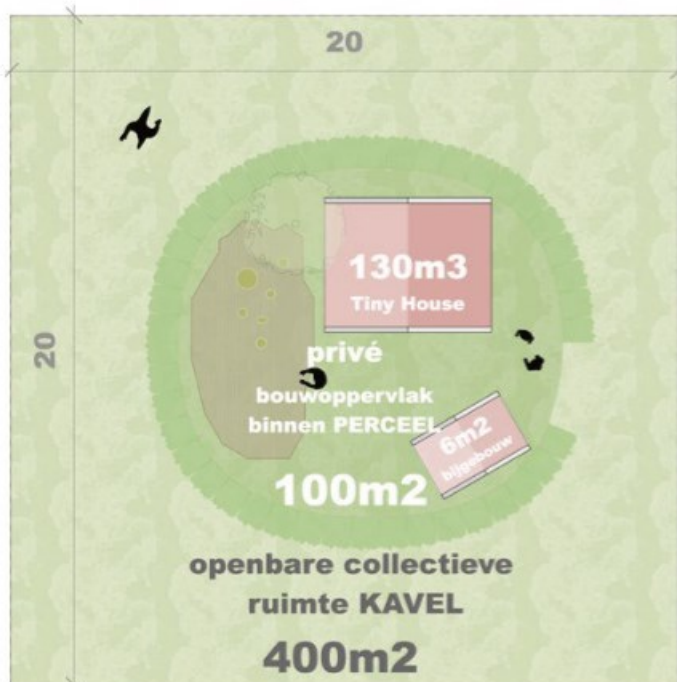 20
20
130m3
Tiny House
privé
bouwoppervlak
binnen PERCEEL
6m2
bijgebouw
100m2
openbare collectieve
ruimte KAVEL
400m2